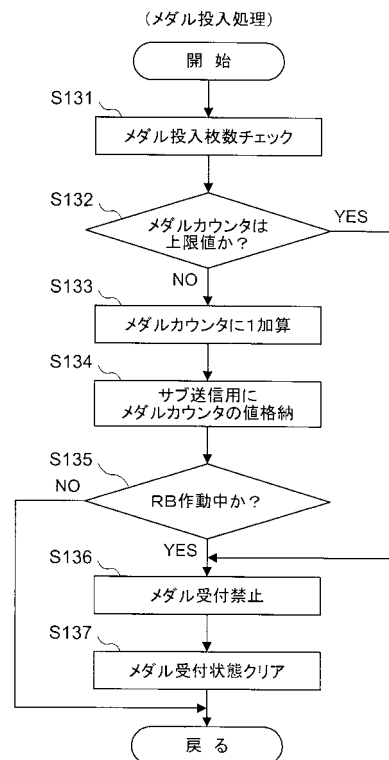 (メダル投入処理)
開 始
S131
メダル投入枚数チェック
S132
メダルカウンタは
上限値か?
YES
NO
S133
メダルカウンタに1加算
S134
サブ送信用に
メダルカウンタの値格納
S135
RB作動中か?
NO
YES
S136
メダル受付禁止
S137
メダル受付状態クリア
戻 る